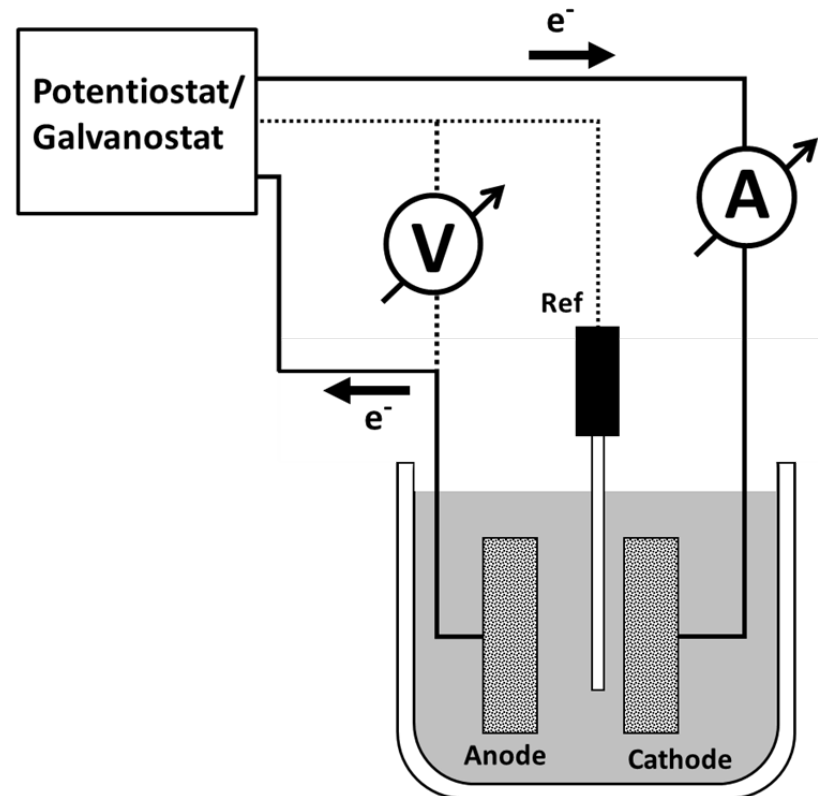 e-
Potentiostat/
Galvanostat
A
V
Ref
e-
Anode
Cathode